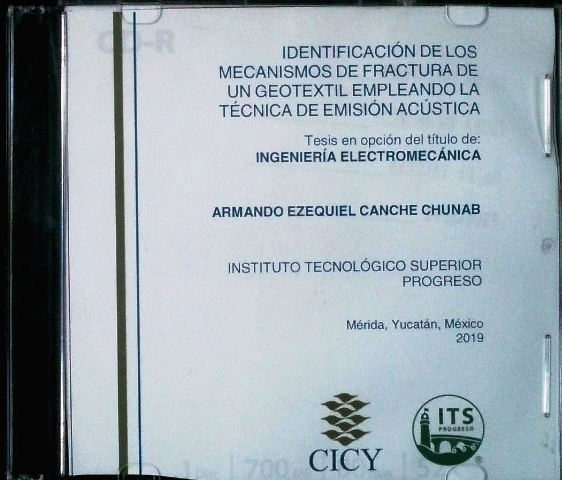 CD-R
IDENTIFICACIÓN DE LOS
MECANISMOS DE FRACTURA DE
UN GEOTEXTIL EMPLEANDO LA
TÉCNICA DE EMISIÓN ACÚSTICA
Tesis en opción del título de:
INGENIERÍA ELECTROMECÁNICA
ARMANDO EZEQUIEL CANCHE CHUNAB
INSTITUTO TECNOLÓGICO SUPERIOR
PROGRESO
Mérida, Yucatán, México
2019
CICY
ITS
PROGRESO
®
700